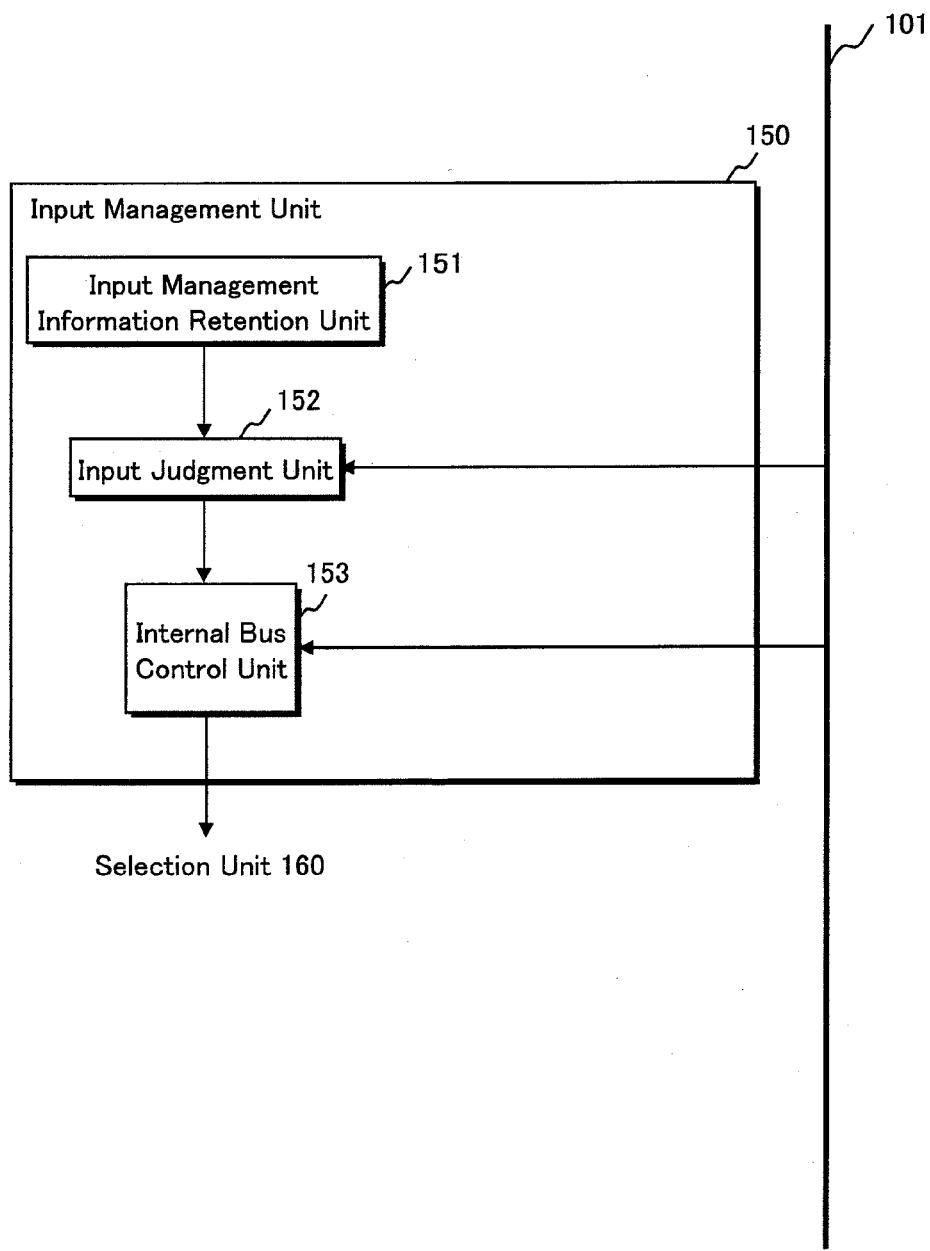 101
150
Input Management Unit
151
Input Management
Information Retention Unit
152
Input Judgment Unit
153
Internal Bus
Control Unit
Selection Unit 160